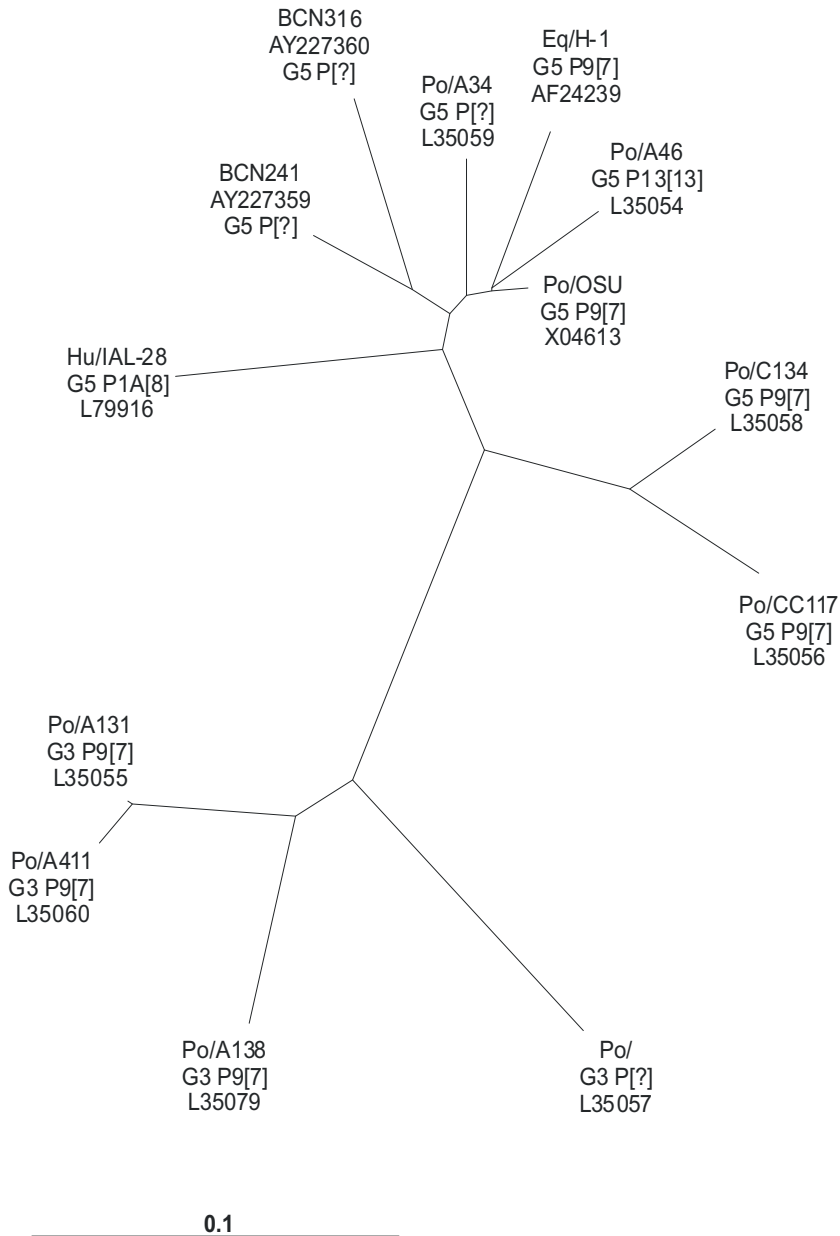 BCN316
AY227360
G5 P[?]
Eq/H-1
G5 P9[7]
AF24239
Po/A34
G5 P[?]
L35059
Po/A46
G5 P13[13]
L35054
BCN241
AY227359
G5 P[?]
Po/OSU
G5 P9[7]
X04613
Hu/IAL-28
G5 P1A[8]
L79916
Po/C134
G5 P9[7]
L35058
Po/CC117
G5 P9[7]
L35056
Po/A131
G3 P9[7]
L35055
Po/A411
G3 P9[7]
L35060
Po/A138
G3 P9[7]
L35079
Po/
G3 P[?]
L35057
0.1